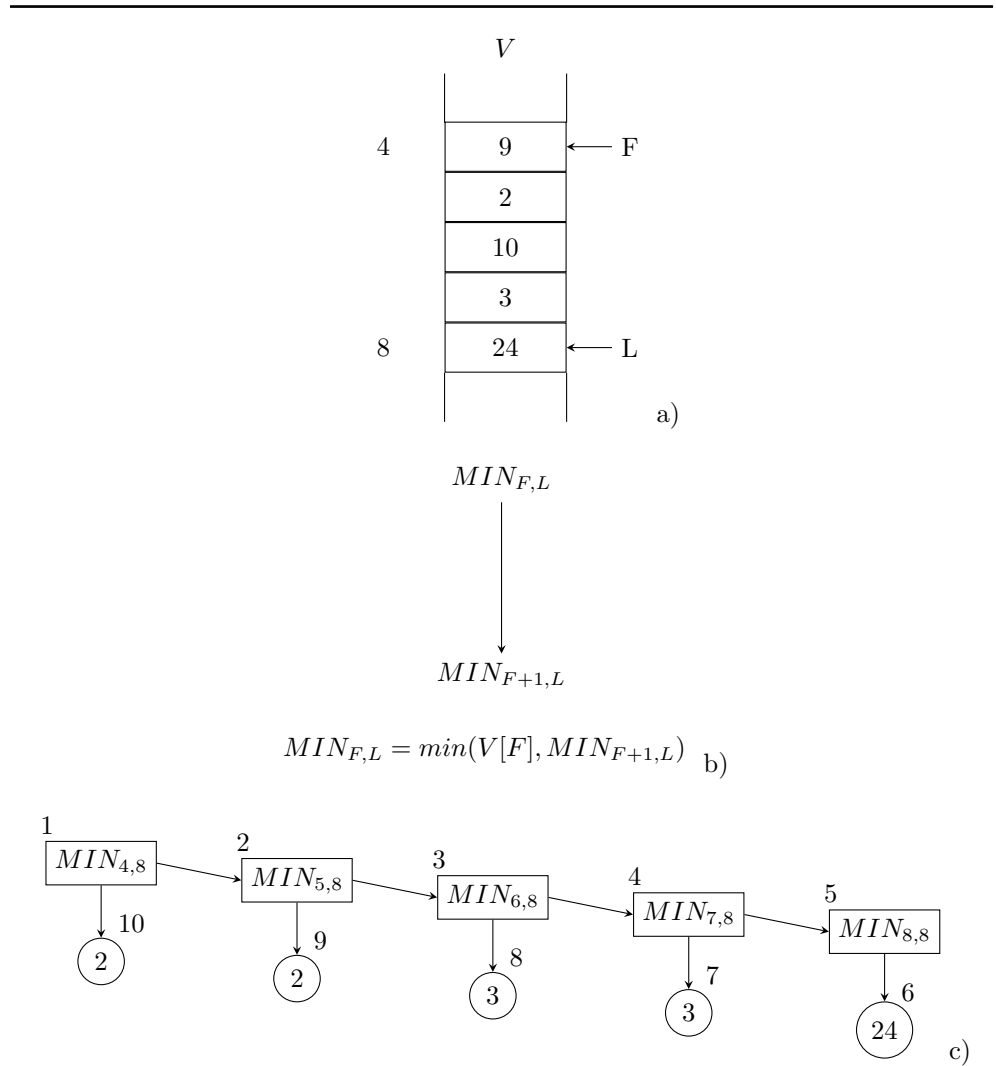 V
4 9 F
2
10
3
8 24 L
a)
MIN_{F,L}
MIN_{F+1,L}
MIN_{F,L} = min(V[F], MIN_{F+1,L}) b)
1 2 3 4 5
MIN_{4,8} MIN_{5,8} MIN_{6,8} MIN_{7,8} MIN_{8,8}
10 9 8 7 6
2 2 3 3 24
c)